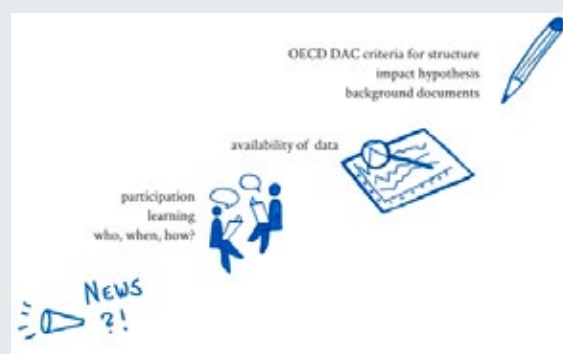 OECD DAC criteria for structure
impact hypothesis
background documents
availability of data
participation
learning
who, when, how?
NEWS
?!